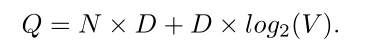 Q = N × D + D × log₂(V).